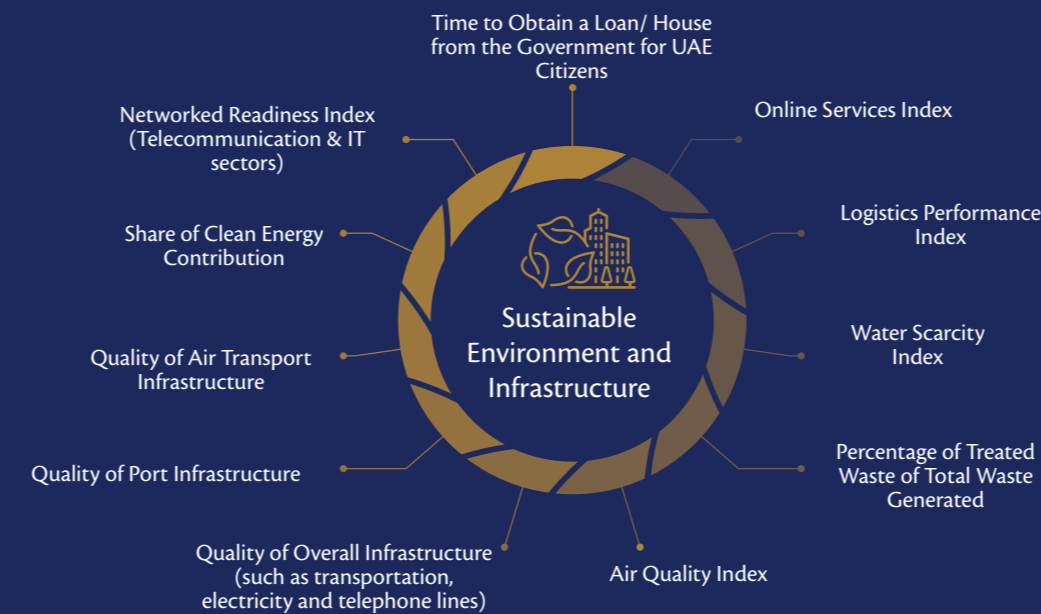 Time to Obtain a Loan/ House
from the Government for UAE
Citizens
Online Services Index
Logistics Performance
Index
Water Scarcity
Index
Percentage of Treated
Waste of Total Waste
Generated
Air Quality Index
Quality of Overall Infrastructure
(such as transportation,
electricity and telephone lines)
Quality of Port Infrastructure
Quality of Air Transport
Infrastructure
Share of Clean Energy
Contribution
Networked Readiness Index
(Telecommunication & IT
sectors)
Sustainable
Environment and
Infrastructure